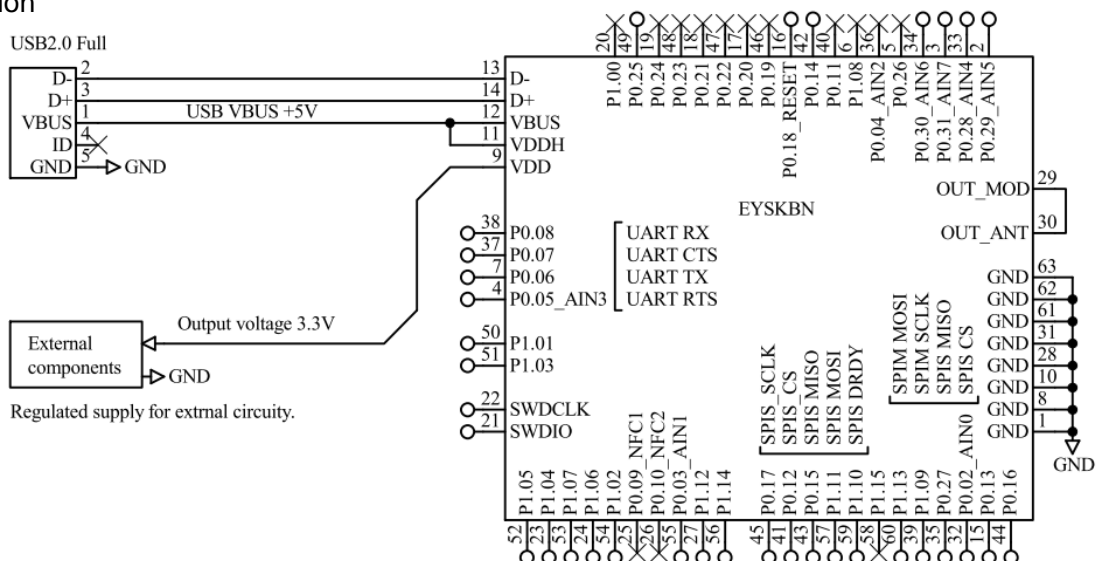 ion
USB2.0 Full
D- 2
D+ 3
VBUS 1
ID 4
GND 5
GND
USB VBUS +5V
13 D-
14 D+
12 VBUS
11 VDDH
9 VDD
Output voltage 3.3V
External
components
GND
Regulated supply for extrnal circuity.
20 P1.00
49 P0.25
19 P0.24
48 P0.23
18 P0.21
47 P0.22
17 P0.20
46 P0.19
16 P0.18_RESET
42 P0.14
40 P0.11
6 P1.08
36 P0.04_AIN2
5 P0.26
34 P0.30_AIN6
3 P0.31_AIN7
33 P0.28_AIN4
2 P0.29_AIN5
EYSKBN
38 P0.08 UART RX
37 P0.07 UART CTS
7 P0.06 UART TX
4 P0.05_AIN3 UART RTS
50 P1.01
51 P1.03
22 SWDCLK
21 SWDIO
OUT_MOD 29
OUT_ANT 30
GND 63
GND 62
GND 61
GND 31
GND 28
GND 10
GND 8
GND 1
GND
SPIS_SCLK
SPIS_CS
SPIS MISO
SPIS MOSI
SPIS DRDY
SPIM MOSI
SPIM SCLK
SPIS MISO
SPIS CS
P1.05 52
P1.04 23
P1.07 53
P1.06 24
P1.02 54
P0.09_NFC1 25
P0.10_NFC2 26
P0.03_AIN1 55
P1.12 27
P1.14 56
P0.17 45
P0.12 41
P0.15 43
P1.11 57
P1.10 59
P1.15 58
P1.13 60
P1.09 39
P0.27 35
P0.02_AIN0 32
P0.13 15
P0.16 44